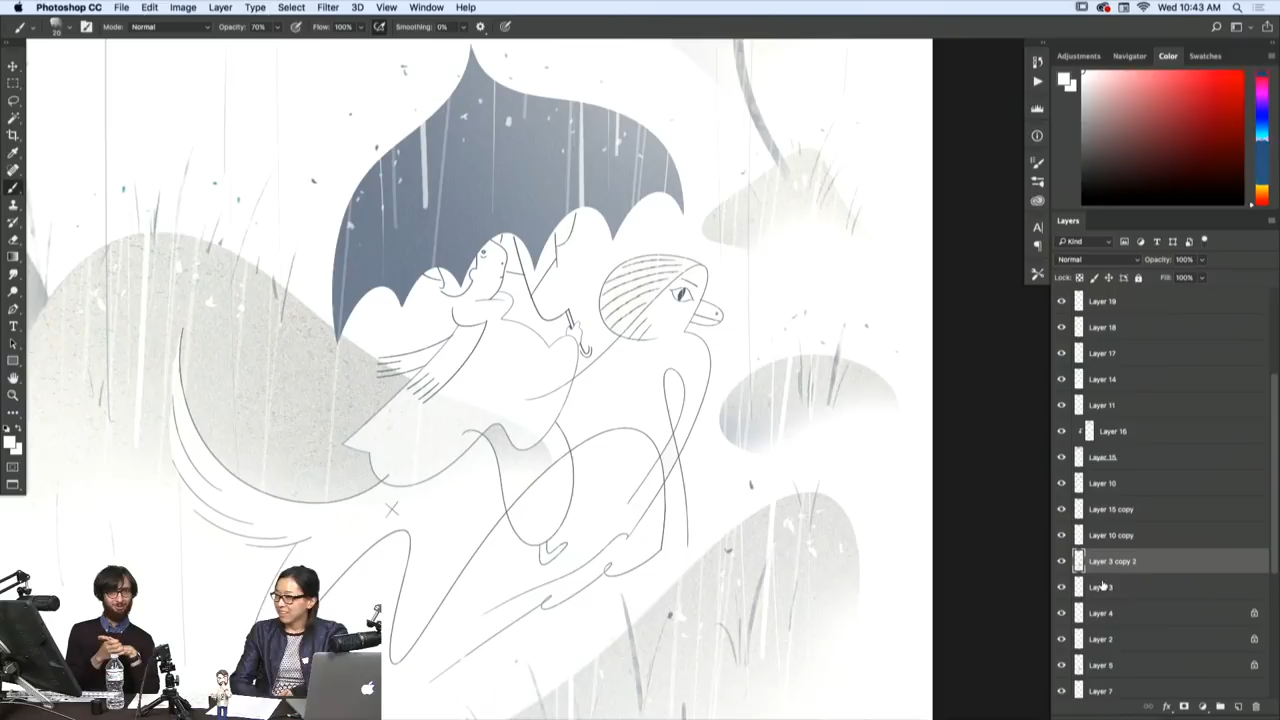 Photoshop CC File Edit Image Layer Type Select Filter 3D View Window Help Wed 10:43 AM
20 Mode: Normal Opacity: 70% Flow: 100% Smoothing: 0%
Adjustments Navigator Color Swatches
Layers
Kind
Normal Opacity: 100%
Lock: Fill: 100%
Layer 19
Layer 18
Layer 17
Layer 14
Layer 11
Layer 16
Layer 15
Layer 10
Layer 15 copy
Layer 10 copy
Layer 3 copy 2
Layer 3
Layer 4
Layer 2
Layer 5
Layer 7